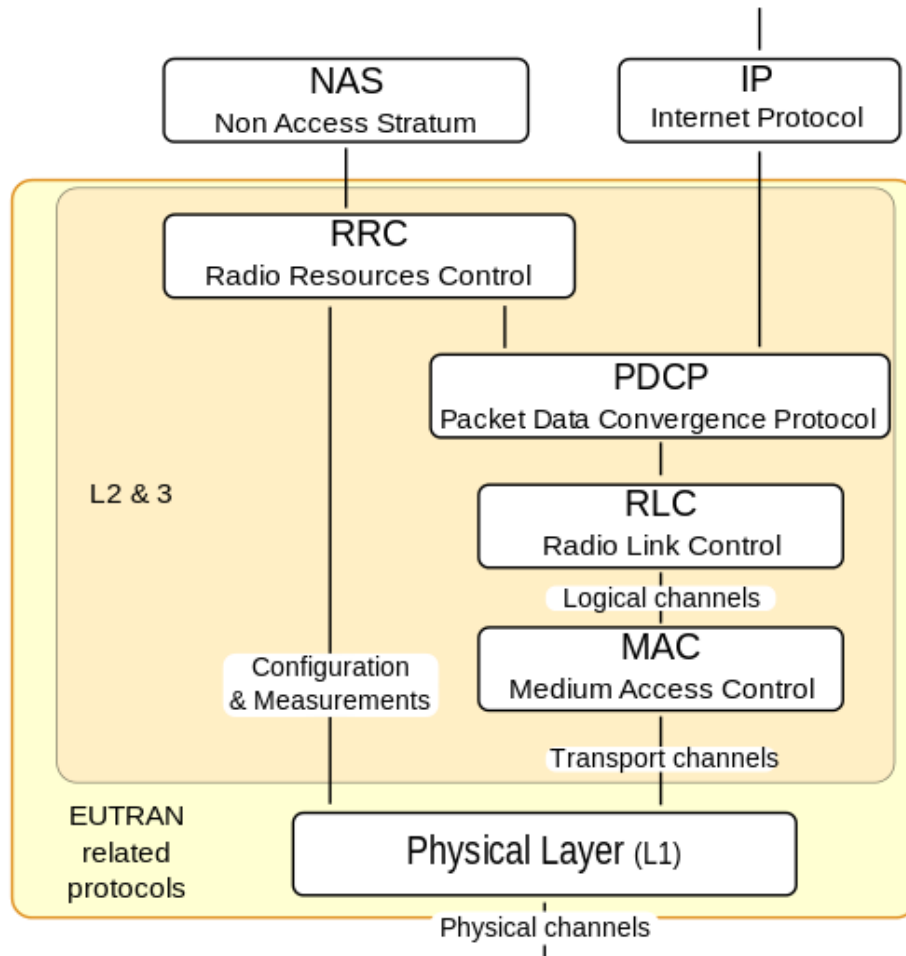 NAS
Non Access Stratum
IP
Internet Protocol
RRC
Radio Resources Control
PDCP
Packet Data Convergence Protocol
L2 & 3
RLC
Radio Link Control
Logical channels
MAC
Medium Access Control
Configuration
& Measurements
Transport channels
EUTRAN
related
protocols
Physical Layer (L1)
Physical channels